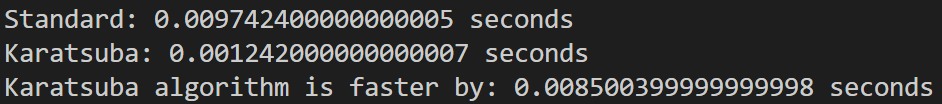 Standard: 0.009742400000000005 seconds
Karatsuba: 0.001242000000000007 seconds
Karatsuba algorithm is faster by: 0.008500399999999998 seconds